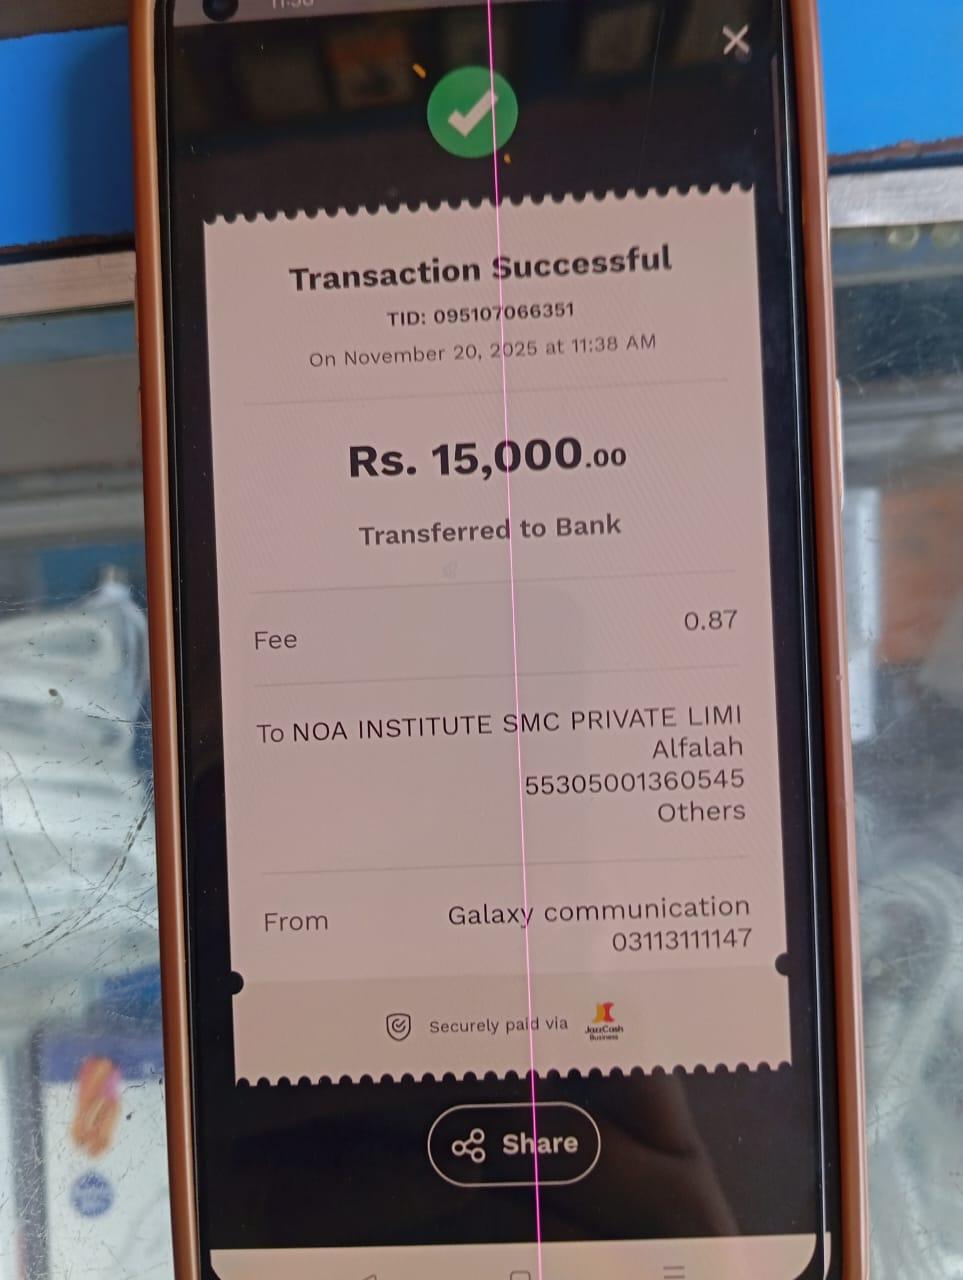 Transaction Successful
TID: 095107066351
On November 20, 2025 at 11:38 AM
Rs. 15,000.00
Transferred to Bank
Fee 0.87
To NOA INSTITUTE SMC PRIVATE LIMI
Alfalah
55305001360545
Others
From Galaxy communication
03113111147
Securely paid via JazzCash
Business
Share